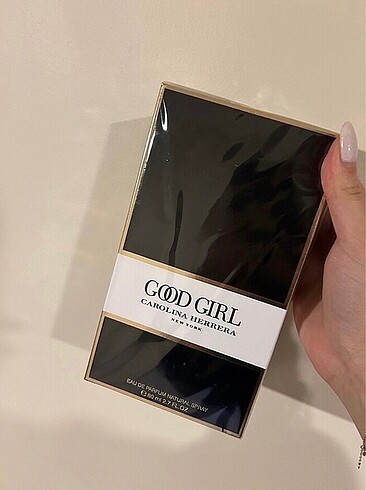 GOOD GIRL
CAROLINA HERRERA
NEW YORK
EAU DE PARFUM NATURAL SPRAY
℮ 80 ml 2.7 FL. OZ